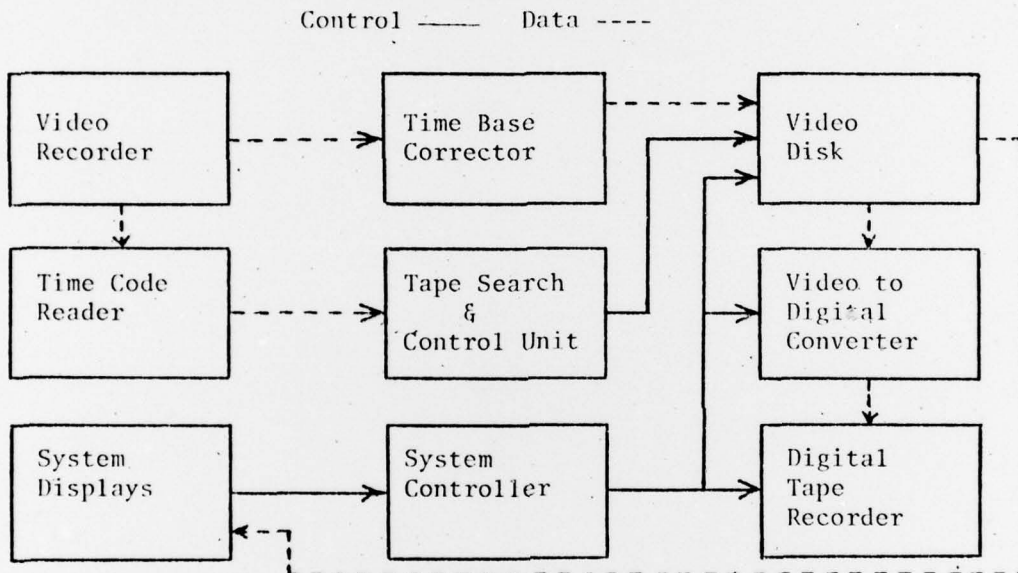 Control Data
Video
Recorder
Time Base
Corrector
Video
Disk
Time Code
Reader
Tape Search
&
Control Unit
Video to
Digital
Converter
System
Displays
System
Controller
Digital
Tape
Recorder